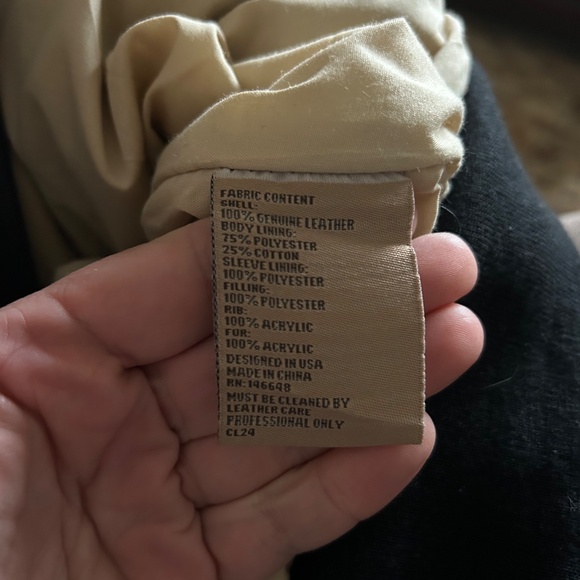 FABRIC CONTENT
SHELL:
100% GENUINE LEATHER
BODY LINING:
75% POLYESTER
25% COTTON
SLEEVE LINING:
100% POLYESTER
FILLING:
100% POLYESTER
RIB:
100% ACRYLIC
FUR:
100% ACRYLIC
DESIGNED IN USA
MADE IN CHINA
RN: 146648
MUST BE CLEANED BY
LEATHER CARE
PROFESSIONAL ONLY
CL24